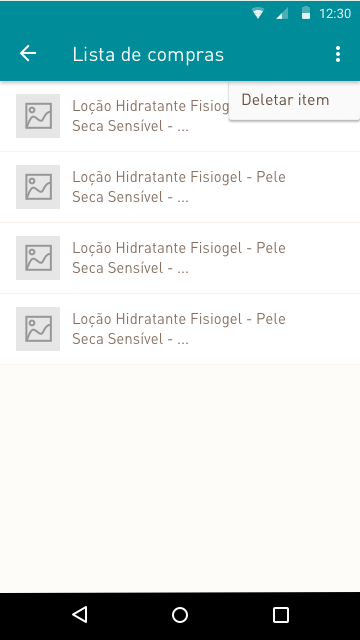 12:30
Lista de compras
Deletar item
Loção Hidratante Fisiog
Seca Sensível - ...
Loção Hidratante Fisiogel - Pele
Seca Sensível - ...
Loção Hidratante Fisiogel - Pele
Seca Sensível - ...
Loção Hidratante Fisiogel - Pele
Seca Sensível - ...